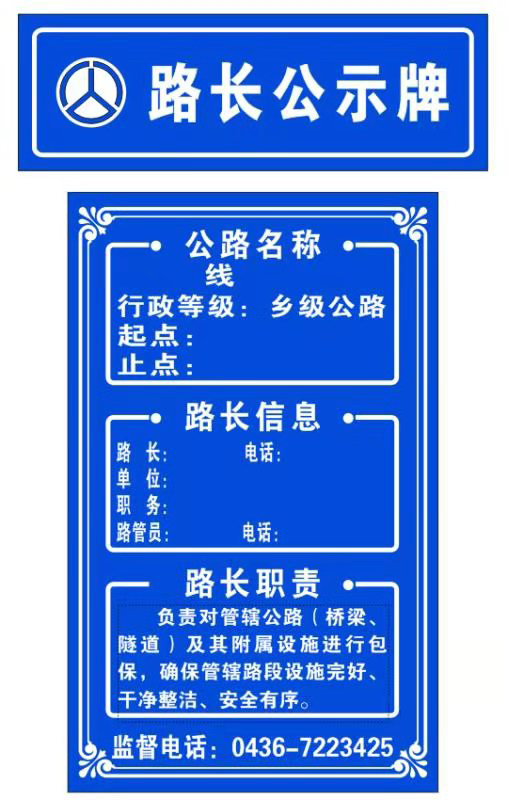 路长公示牌
公路名称
线
行政等级：乡级公路
起点：
止点：
路长信息
路 长： 电话：
单 位：
职 务：
路管员： 电话：
路长职责
负责对管辖公路（桥梁、
隧道）及其附属设施进行包
保，确保管辖路段设施完好、
干净整洁、安全有序。
监督电话：0436-7223425